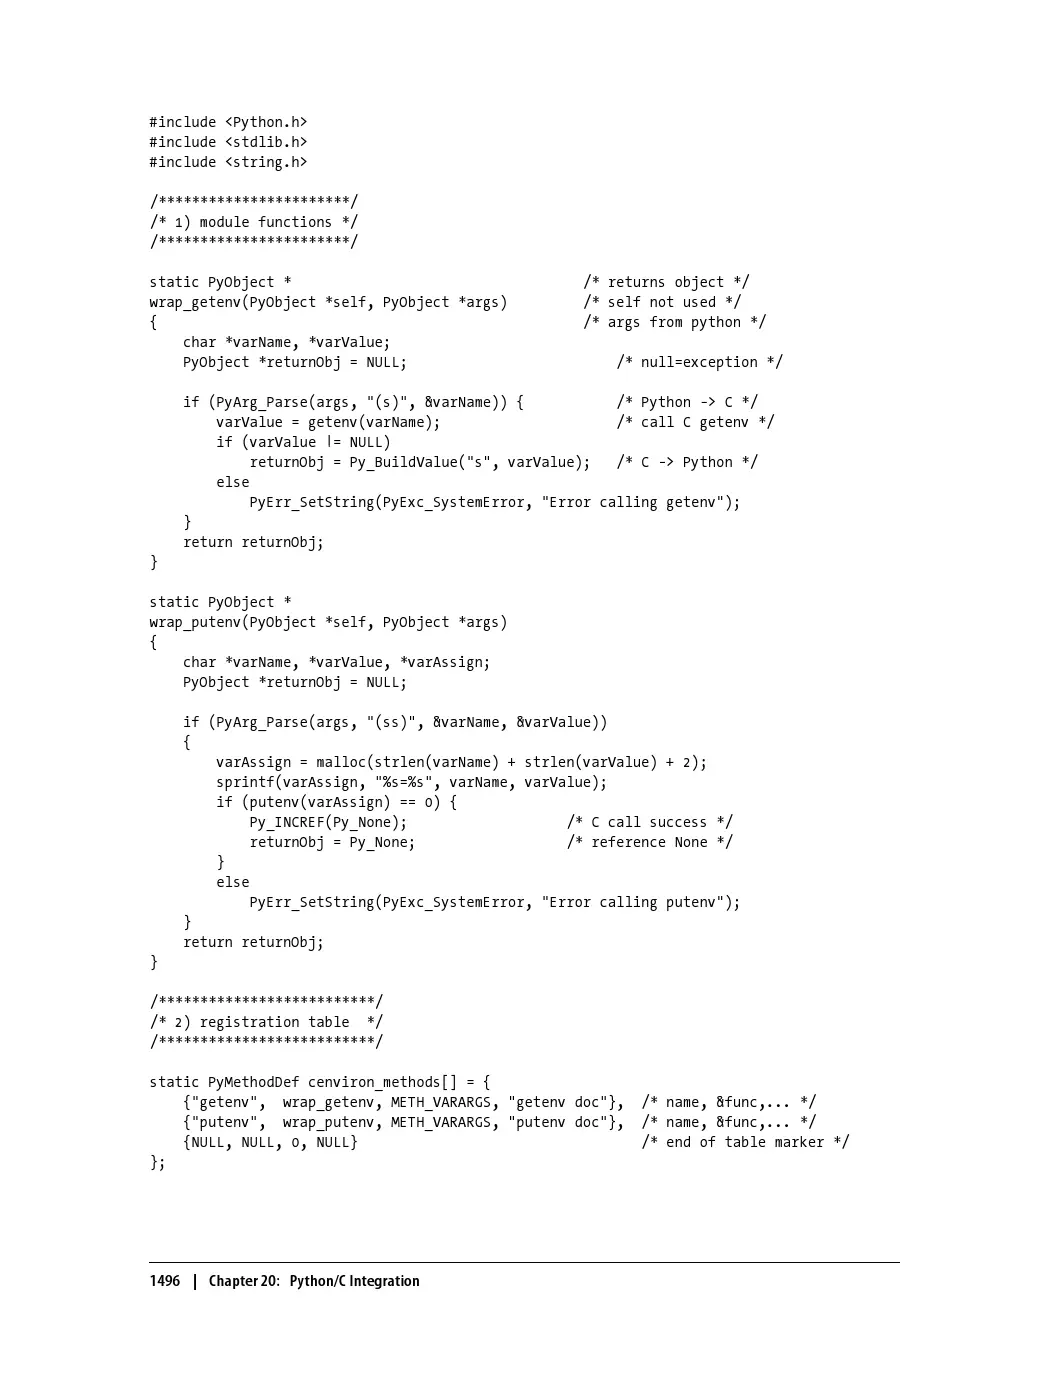 #include <Python.h>
#include <stdlib.h>
#include <string.h>

/***********************/
/* 1) module functions */
/***********************/

static PyObject *                                   /* returns object */
wrap_getenv(PyObject *self, PyObject *args)         /* self not used */
{                                                   /* args from python */
    char *varName, *varValue;
    PyObject *returnObj = NULL;                         /* null=exception */

    if (PyArg_Parse(args, "(s)", &varName)) {           /* Python -> C */
        varValue = getenv(varName);                     /* call C getenv */
        if (varValue |= NULL)
            returnObj = Py_BuildValue("s", varValue);   /* C -> Python */
        else
            PyErr_SetString(PyExc_SystemError, "Error calling getenv");
    }
    return returnObj;
}

static PyObject *
wrap_putenv(PyObject *self, PyObject *args)
{
    char *varName, *varValue, *varAssign;
    PyObject *returnObj = NULL;

    if (PyArg_Parse(args, "(ss)", &varName, &varValue))
    {
        varAssign = malloc(strlen(varName) + strlen(varValue) + 2);
        sprintf(varAssign, "%s=%s", varName, varValue);
        if (putenv(varAssign) == 0) {
            Py_INCREF(Py_None);                   /* C call success */
            returnObj = Py_None;                  /* reference None */
        }
        else
            PyErr_SetString(PyExc_SystemError, "Error calling putenv");
    }
    return returnObj;
}

/**************************/
/* 2) registration table  */
/**************************/

static PyMethodDef cenviron_methods[] = {
    {"getenv",  wrap_getenv, METH_VARARGS, "getenv doc"},  /* name, &func,... */
    {"putenv",  wrap_putenv, METH_VARARGS, "putenv doc"},  /* name, &func,... */
    {NULL, NULL, 0, NULL}                                  /* end of table marker */
};

1496 | Chapter 20: Python/C Integration